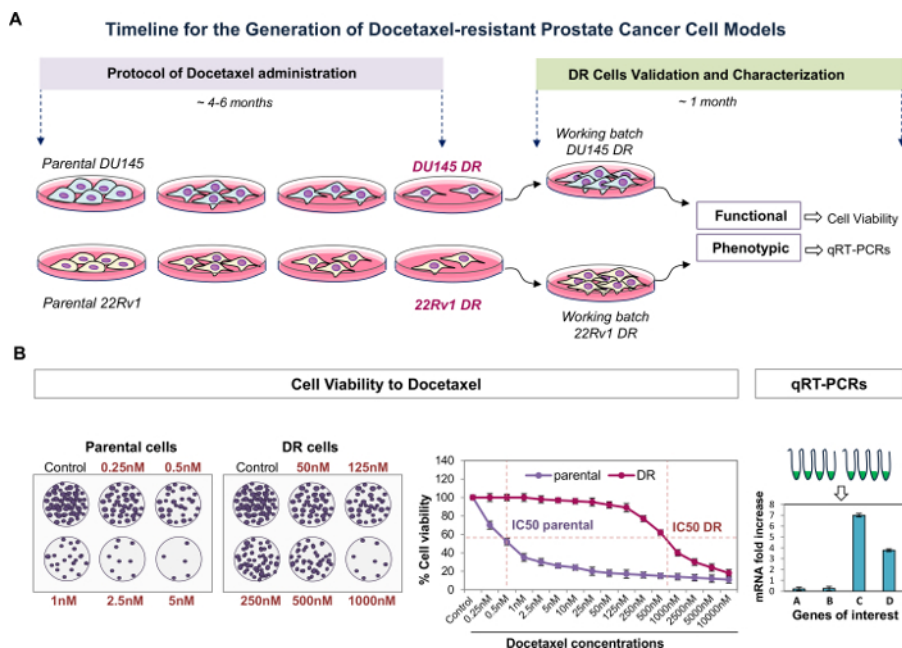 A
Timeline for the Generation of Docetaxel-resistant Prostate Cancer Cell Models
Protocol of Docetaxel administration
DR Cells Validation and Characterization
~ 4-6 months
~ 1 month
Parental DU145
DU145 DR
Working batch
DU145 DR
Functional
Cell Viability
Phenotypic
qRT-PCRs
Parental 22Rv1
22Rv1 DR
Working batch
22Rv1 DR
B
Cell Viability to Docetaxel
qRT-PCRs
Parental cells
Control 0.25nM 0.5nM
1nM 2.5nM 5nM
DR cells
Control 50nM 125nM
250nM 500nM 1000nM
% Cell viability
140
120
100
80
60
40
20
0
parental
DR
IC50 parental
IC50 DR
Control
0.25nM
0.5nM
1nM
2.5nM
5nM
10nM
25nM
50nM
125nM
250nM
500nM
1000nM
2500nM
5000nM
10000nM
Docetaxel concentrations
mRNA fold increase
8
7
6
5
4
3
2
1
0
A B C D
Genes of interest